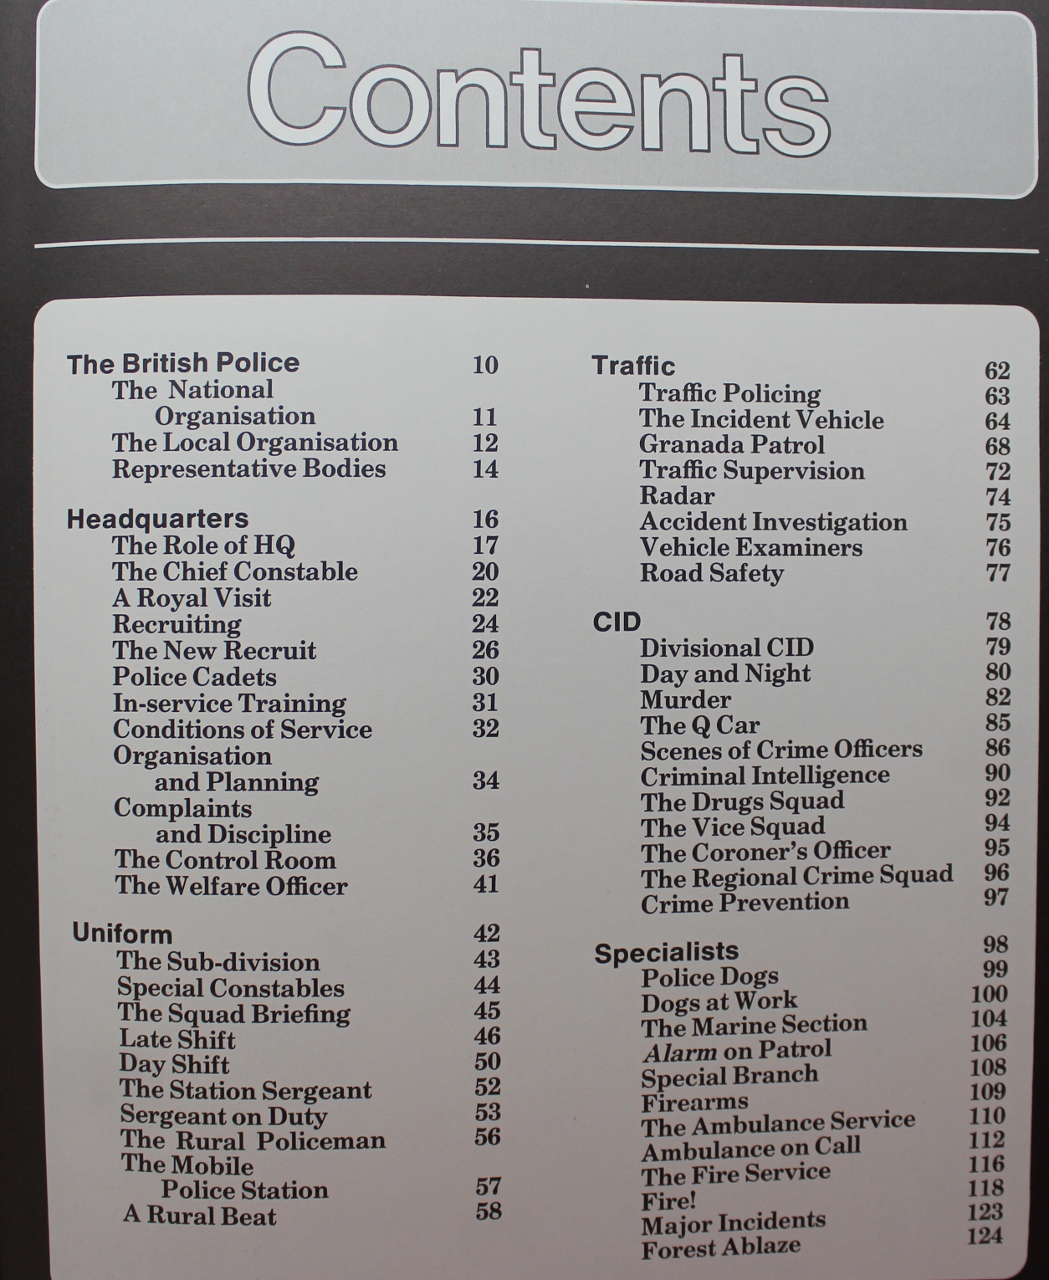 Contents
The British Police 10
The National
Organisation 11
The Local Organisation 12
Representative Bodies 14
Headquarters 16
The Role of HQ 17
The Chief Constable 20
A Royal Visit 22
Recruiting 24
The New Recruit 26
Police Cadets 30
In-service Training 31
Conditions of Service 32
Organisation
and Planning 34
Complaints
and Discipline 35
The Control Room 36
The Welfare Officer 41
Uniform 42
The Sub-division 43
Special Constables 44
The Squad Briefing 45
Late Shift 46
Day Shift 50
The Station Sergeant 52
Sergeant on Duty 53
The Rural Policeman 56
The Mobile
Police Station 57
A Rural Beat 58
Traffic 62
Traffic Policing 63
The Incident Vehicle 64
Granada Patrol 68
Traffic Supervision 72
Radar 74
Accident Investigation 75
Vehicle Examiners 76
Road Safety 77
CID 78
Divisional CID 79
Day and Night 80
Murder 82
The Q Car 85
Scenes of Crime Officers 86
Criminal Intelligence 90
The Drugs Squad 92
The Vice Squad 94
The Coroner's Officer 95
The Regional Crime Squad 96
Crime Prevention 97
Specialists 98
Police Dogs 99
Dogs at Work 100
The Marine Section 104
Alarm on Patrol 106
Special Branch 108
Firearms 109
The Ambulance Service 110
Ambulance on Call 112
The Fire Service 116
Fire! 118
Major Incidents 123
Forest Ablaze 124